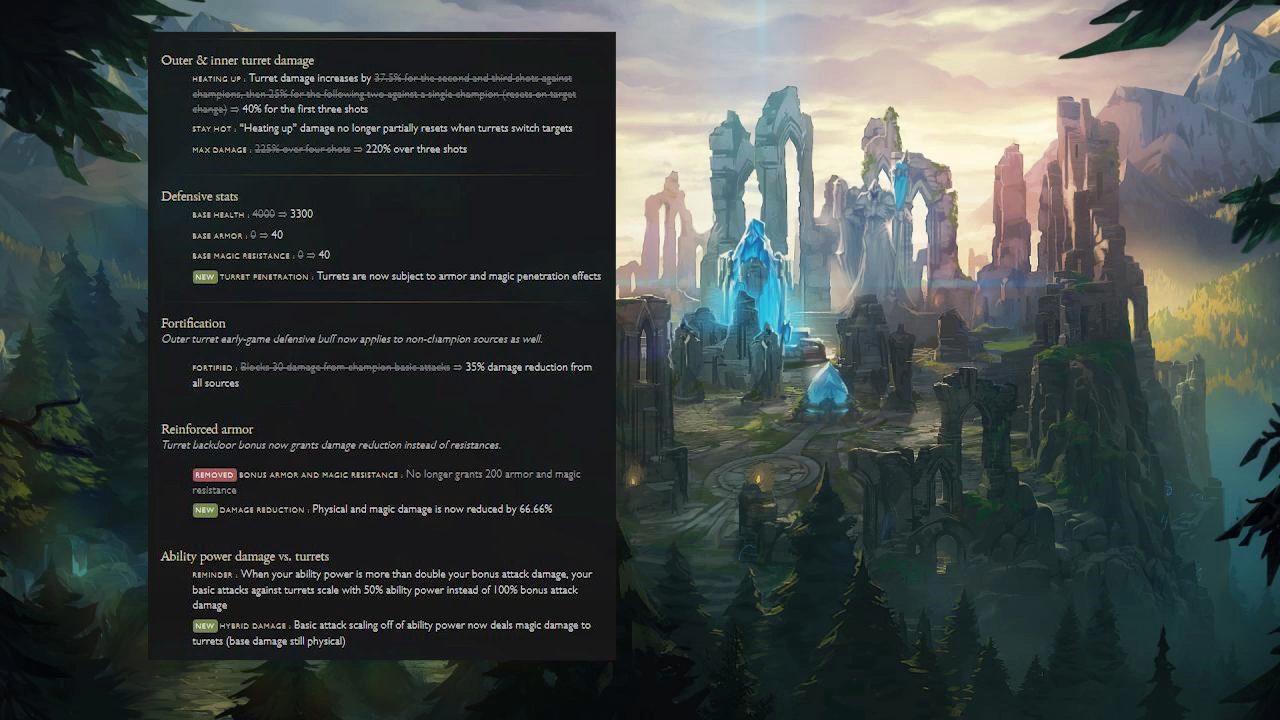 Outer & inner turret damage
HEATING UP : Turret damage increases by 37.5% for the second and third shots against
champions, then 25% for the following two against a single champion (resets on target
change) ⇒ 40% for the first three shots
STAY HOT : "Heating up" damage no longer partially resets when turrets switch targets
MAX DAMAGE : 225% over four shots ⇒ 220% over three shots
Defensive stats
BASE HEALTH : 4000 ⇒ 3300
BASE ARMOR : 0 ⇒ 40
BASE MAGIC RESISTANCE : 0 ⇒ 40
NEW TURRET PENETRATION : Turrets are now subject to armor and magic penetration effects
Fortification
Outer turret early-game defensive buff now applies to non-champion sources as well.
FORTIFIED : Blocks 30 damage from champion basic attacks ⇒ 35% damage reduction from
all sources
Reinforced armor
Turret backdoor bonus now grants damage reduction instead of resistances.
REMOVED BONUS ARMOR AND MAGIC RESISTANCE : No longer grants 200 armor and magic
resistance
NEW DAMAGE REDUCTION : Physical and magic damage is now reduced by 66.66%
Ability power damage vs. turrets
REMINDER : When your ability power is more than double your bonus attack damage, your
basic attacks against turrets scale with 50% ability power instead of 100% bonus attack
damage
NEW HYBRID DAMAGE : Basic attack scaling off of ability power now deals magic damage to
turrets (base damage still physical)